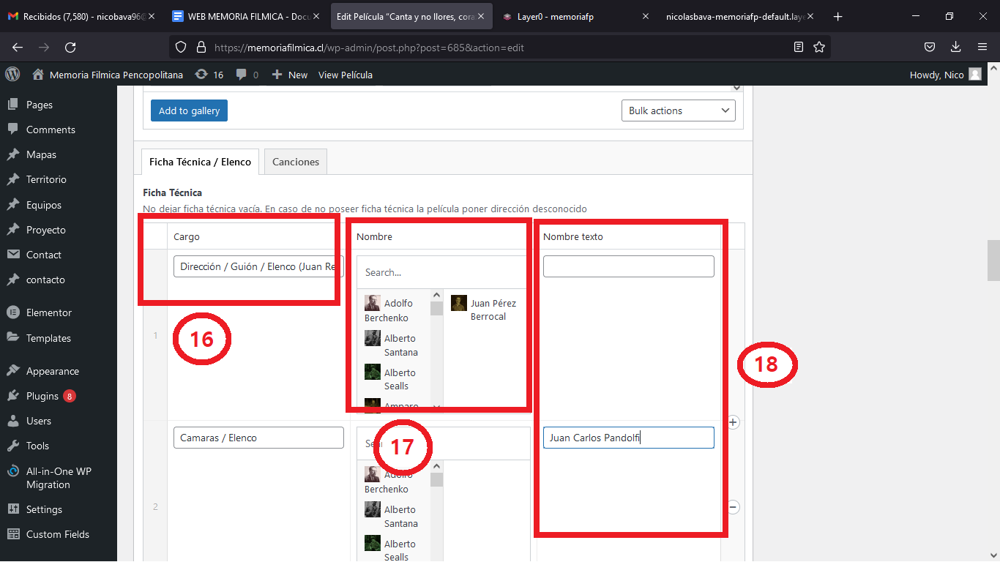 Recibidos (7,580) - nicobava96@
WEB MEMORIA FILMICA - Docu
Edit Película "Canta y no llores, cora
Layer0 - memoriafp
nicolasbava-memoriafp-default.laye
https://memoriafilmica.cl/wp-admin/post.php?post=685&action=edit
Memoria Filmica Pencopolitana
16
0
New
View Película
Howdy, Nico
Pages
Comments
Mapas
Territorio
Equipos
Proyecto
Contact
contacto
Elementor
Templates
Appearance
Plugins 8
Users
Tools
All-in-One WP
Migration
Settings
Custom Fields
Add to gallery
Bulk actions
Ficha Técnica / Elenco
Canciones
Ficha Técnica
No dejar ficha técnica vacía. En caso de no poseer ficha técnica la película poner dirección desconocido
Cargo
Nombre
Nombre texto
1
Dirección / Guión / Elenco (Juan Re
Search...
Adolfo
Berchenko
Alberto
Santana
Alberto
Sealls
Amparo
Juan Pérez
Berrocal
16
17
18
2
Camaras / Elenco
Adolfo
Berchenko
Alberto
Santana
Alberto
Sealls
Juan Carlos Pandolfi